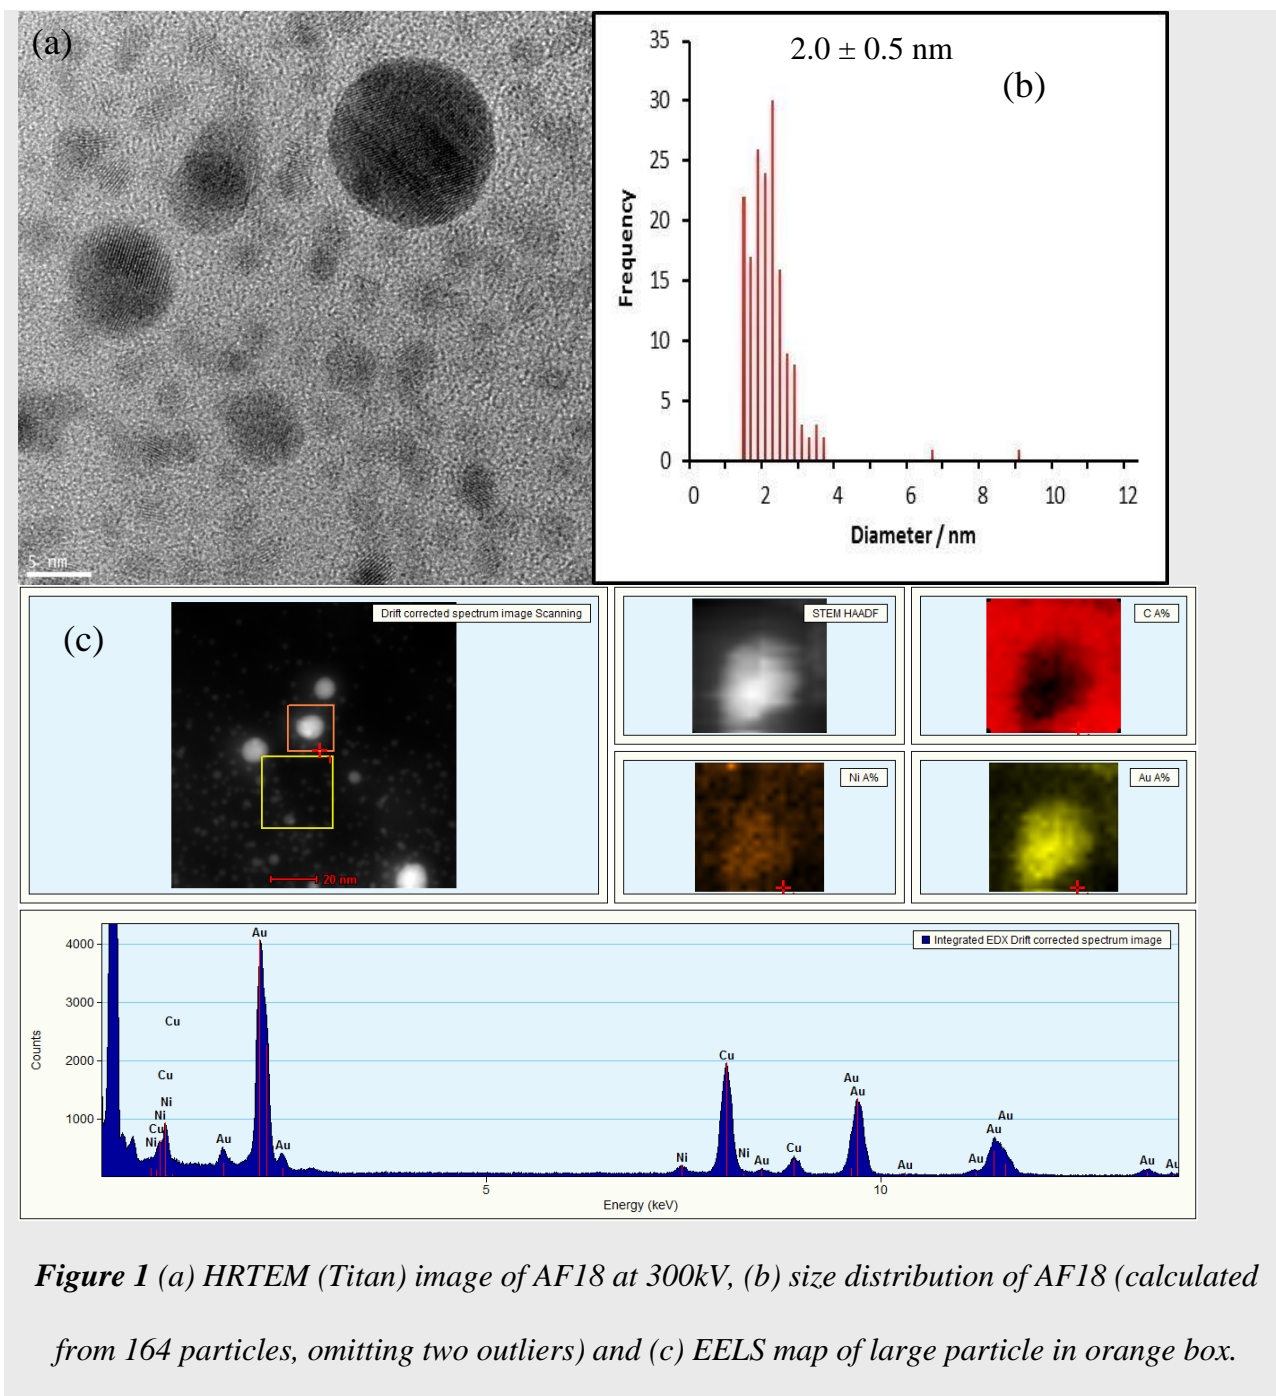 (a)
5 nm
2.0 ± 0.5 nm
(b)
35
30
25
20
15
10
5
0
Frequency
0 2 4 6 8 10 12
Diameter / nm
(c)
Drift corrected spectrum image Scanning
20 nm
STEM HAADF
C A%
Ni A%
Au A%
Integrated EDX Drift corrected spectrum image
4000
3000
2000
1000
Counts
Cu
Cu
Ni
Ni
Cu
Ni
Au
Au
Au
Ni
Cu
Ni
Au
Cu
Au
Au
Au
Au
Au
Au
Au
Au
5 10
Energy (keV)
Figure 1 (a) HRTEM (Titan) image of AF18 at 300kV, (b) size distribution of AF18 (calculated
from 164 particles, omitting two outliers) and (c) EELS map of large particle in orange box.